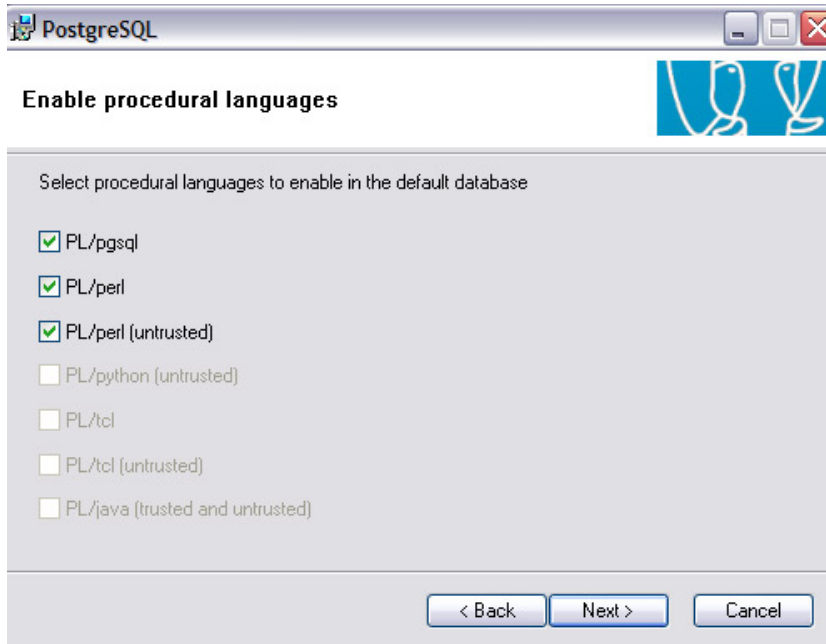 PostgreSQL
Enable procedural languages
Select procedural languages to enable in the default database
PL/pgsql
PL/perl
PL/perl (untrusted)
PL/python (untrusted)
PL/tcl
PL/tcl (untrusted)
PL/java (trusted and untrusted)
< Back Next > Cancel